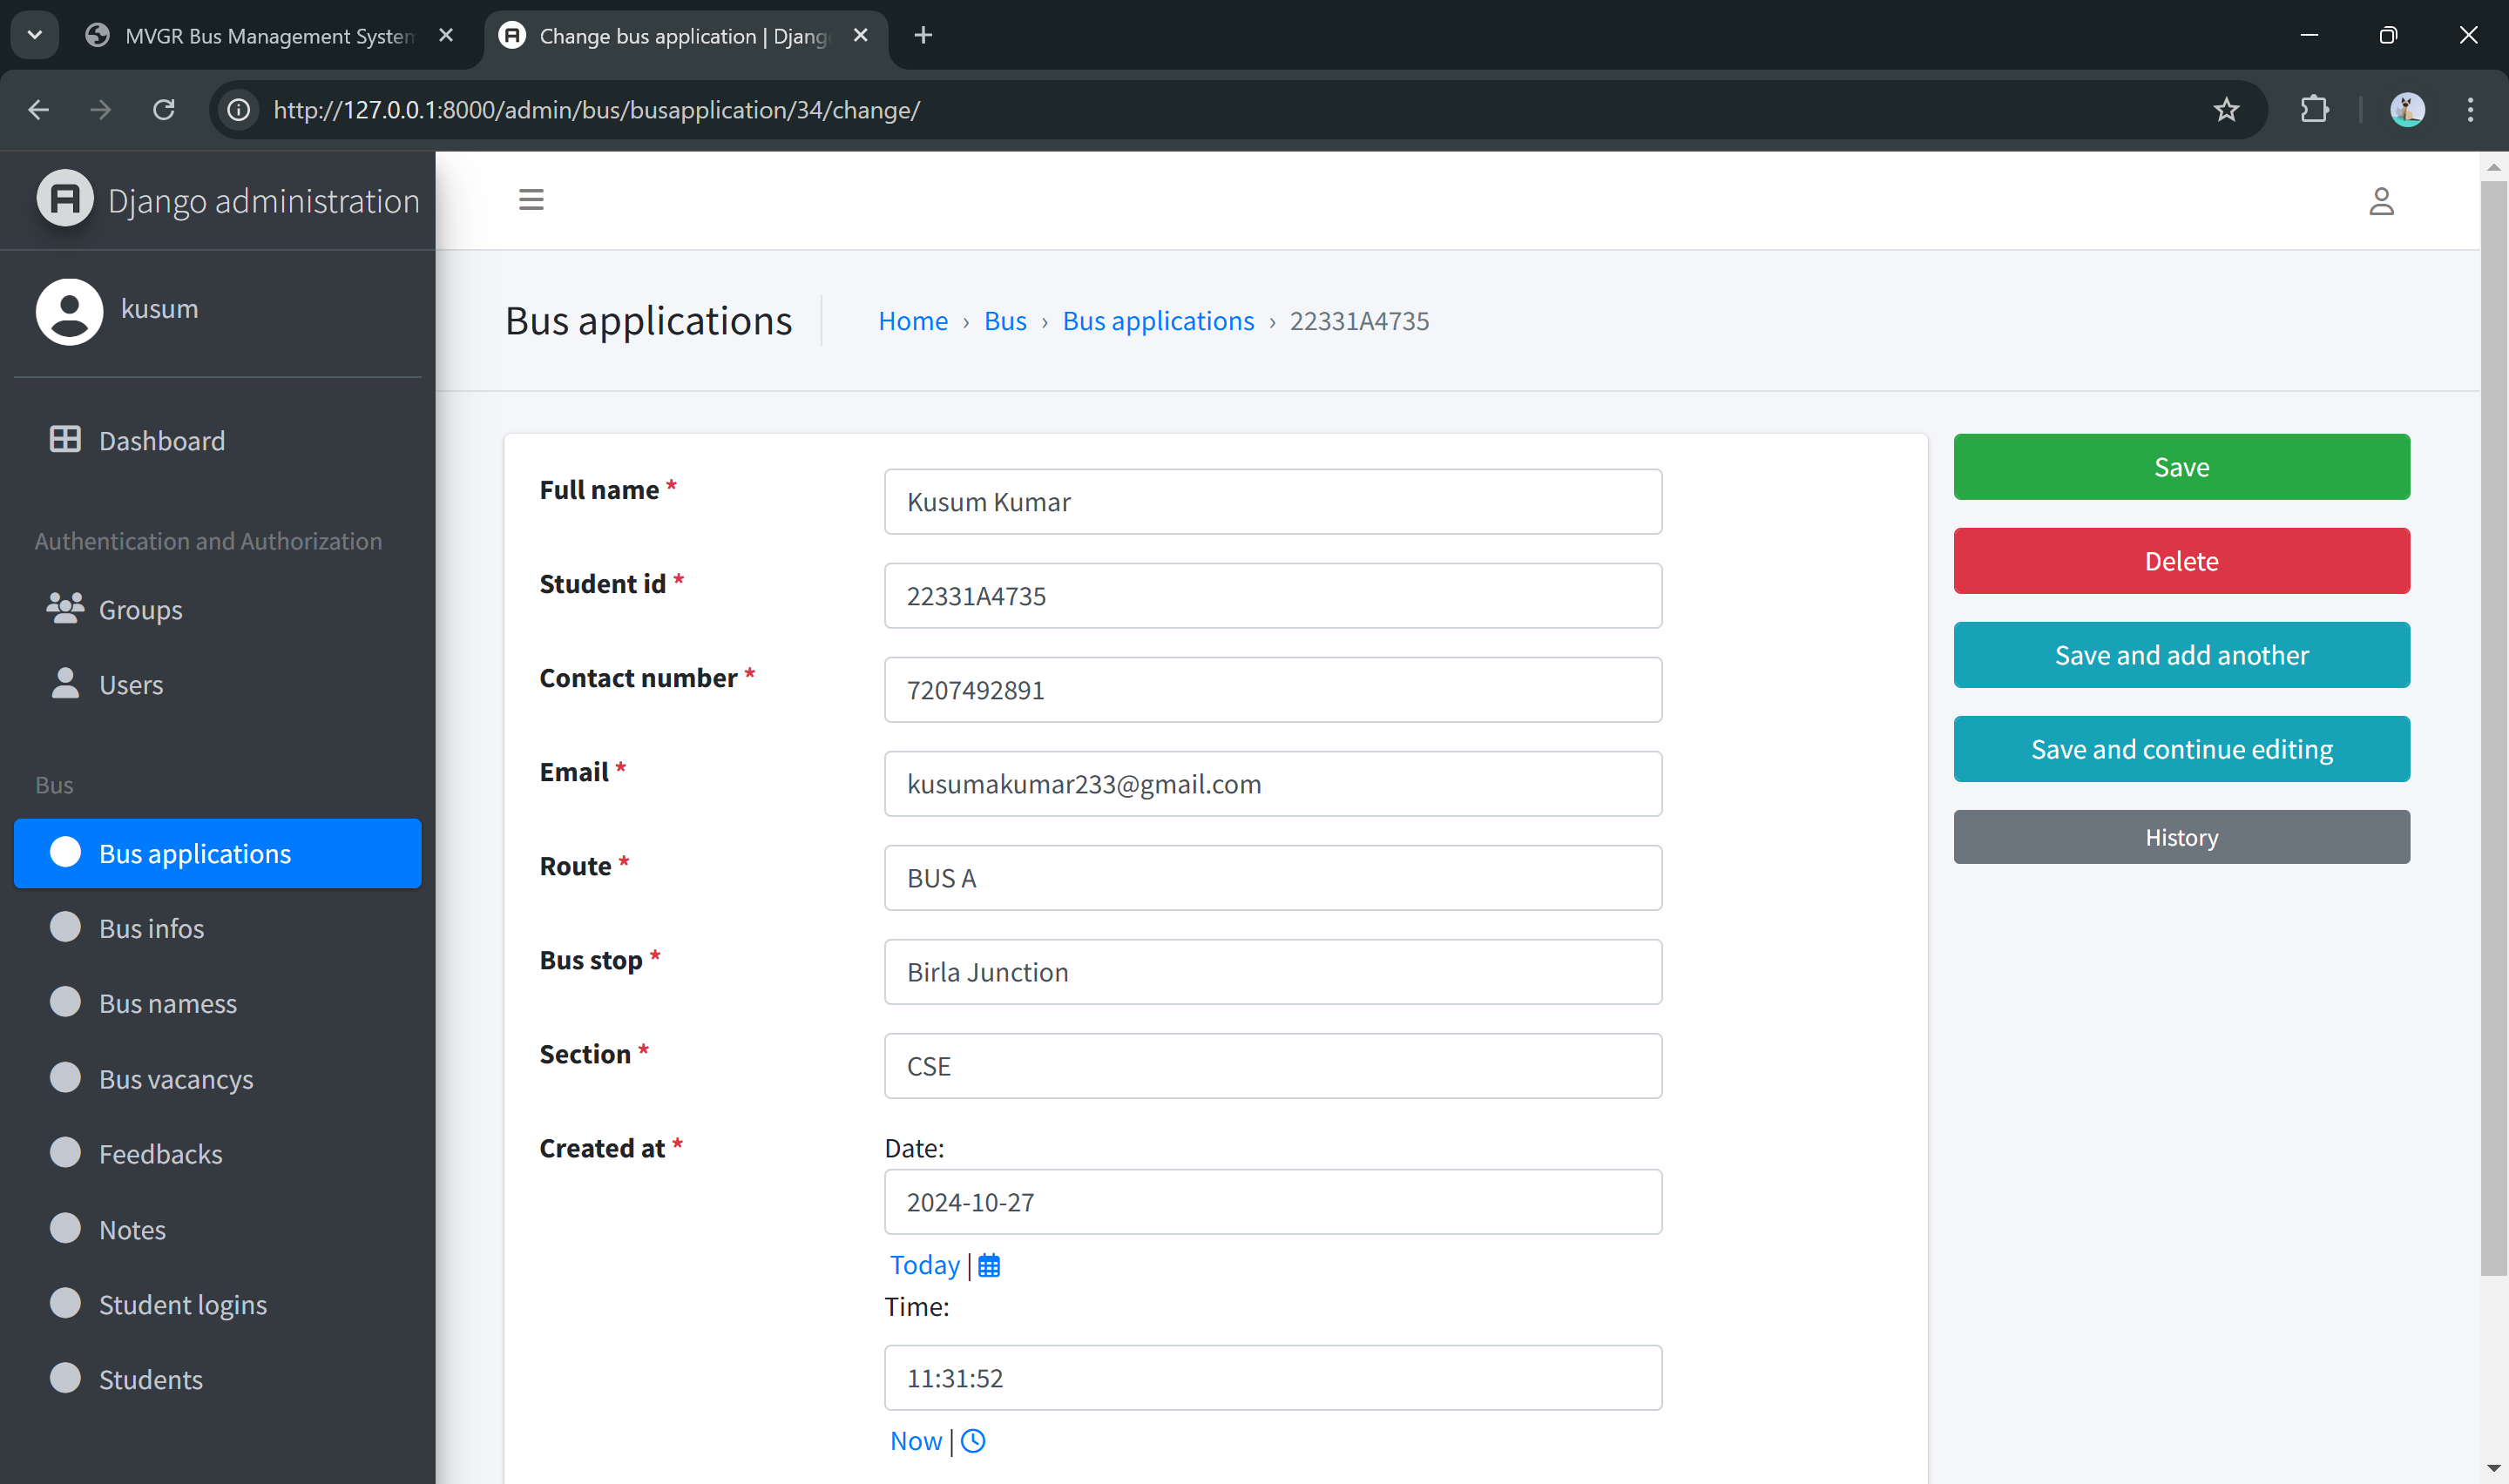 MVGR Bus Management System
Change bus application | Djang
http://127.0.0.1:8000/admin/bus/busapplication/34/change/
Django administration
kusum
Dashboard
Authentication and Authorization
Groups
Users
Bus
Bus applications
Bus infos
Bus namess
Bus vacancys
Feedbacks
Notes
Student logins
Students
Bus applications
Home › Bus › Bus applications › 22331A4735
Full name * Kusum Kumar
Student id * 22331A4735
Contact number * 7207492891
Email * kusumakumar233@gmail.com
Route * BUS A
Bus stop * Birla Junction
Section * CSE
Created at * Date:
2024-10-27
Today |
Time:
11:31:52
Now |
Save
Delete
Save and add another
Save and continue editing
History